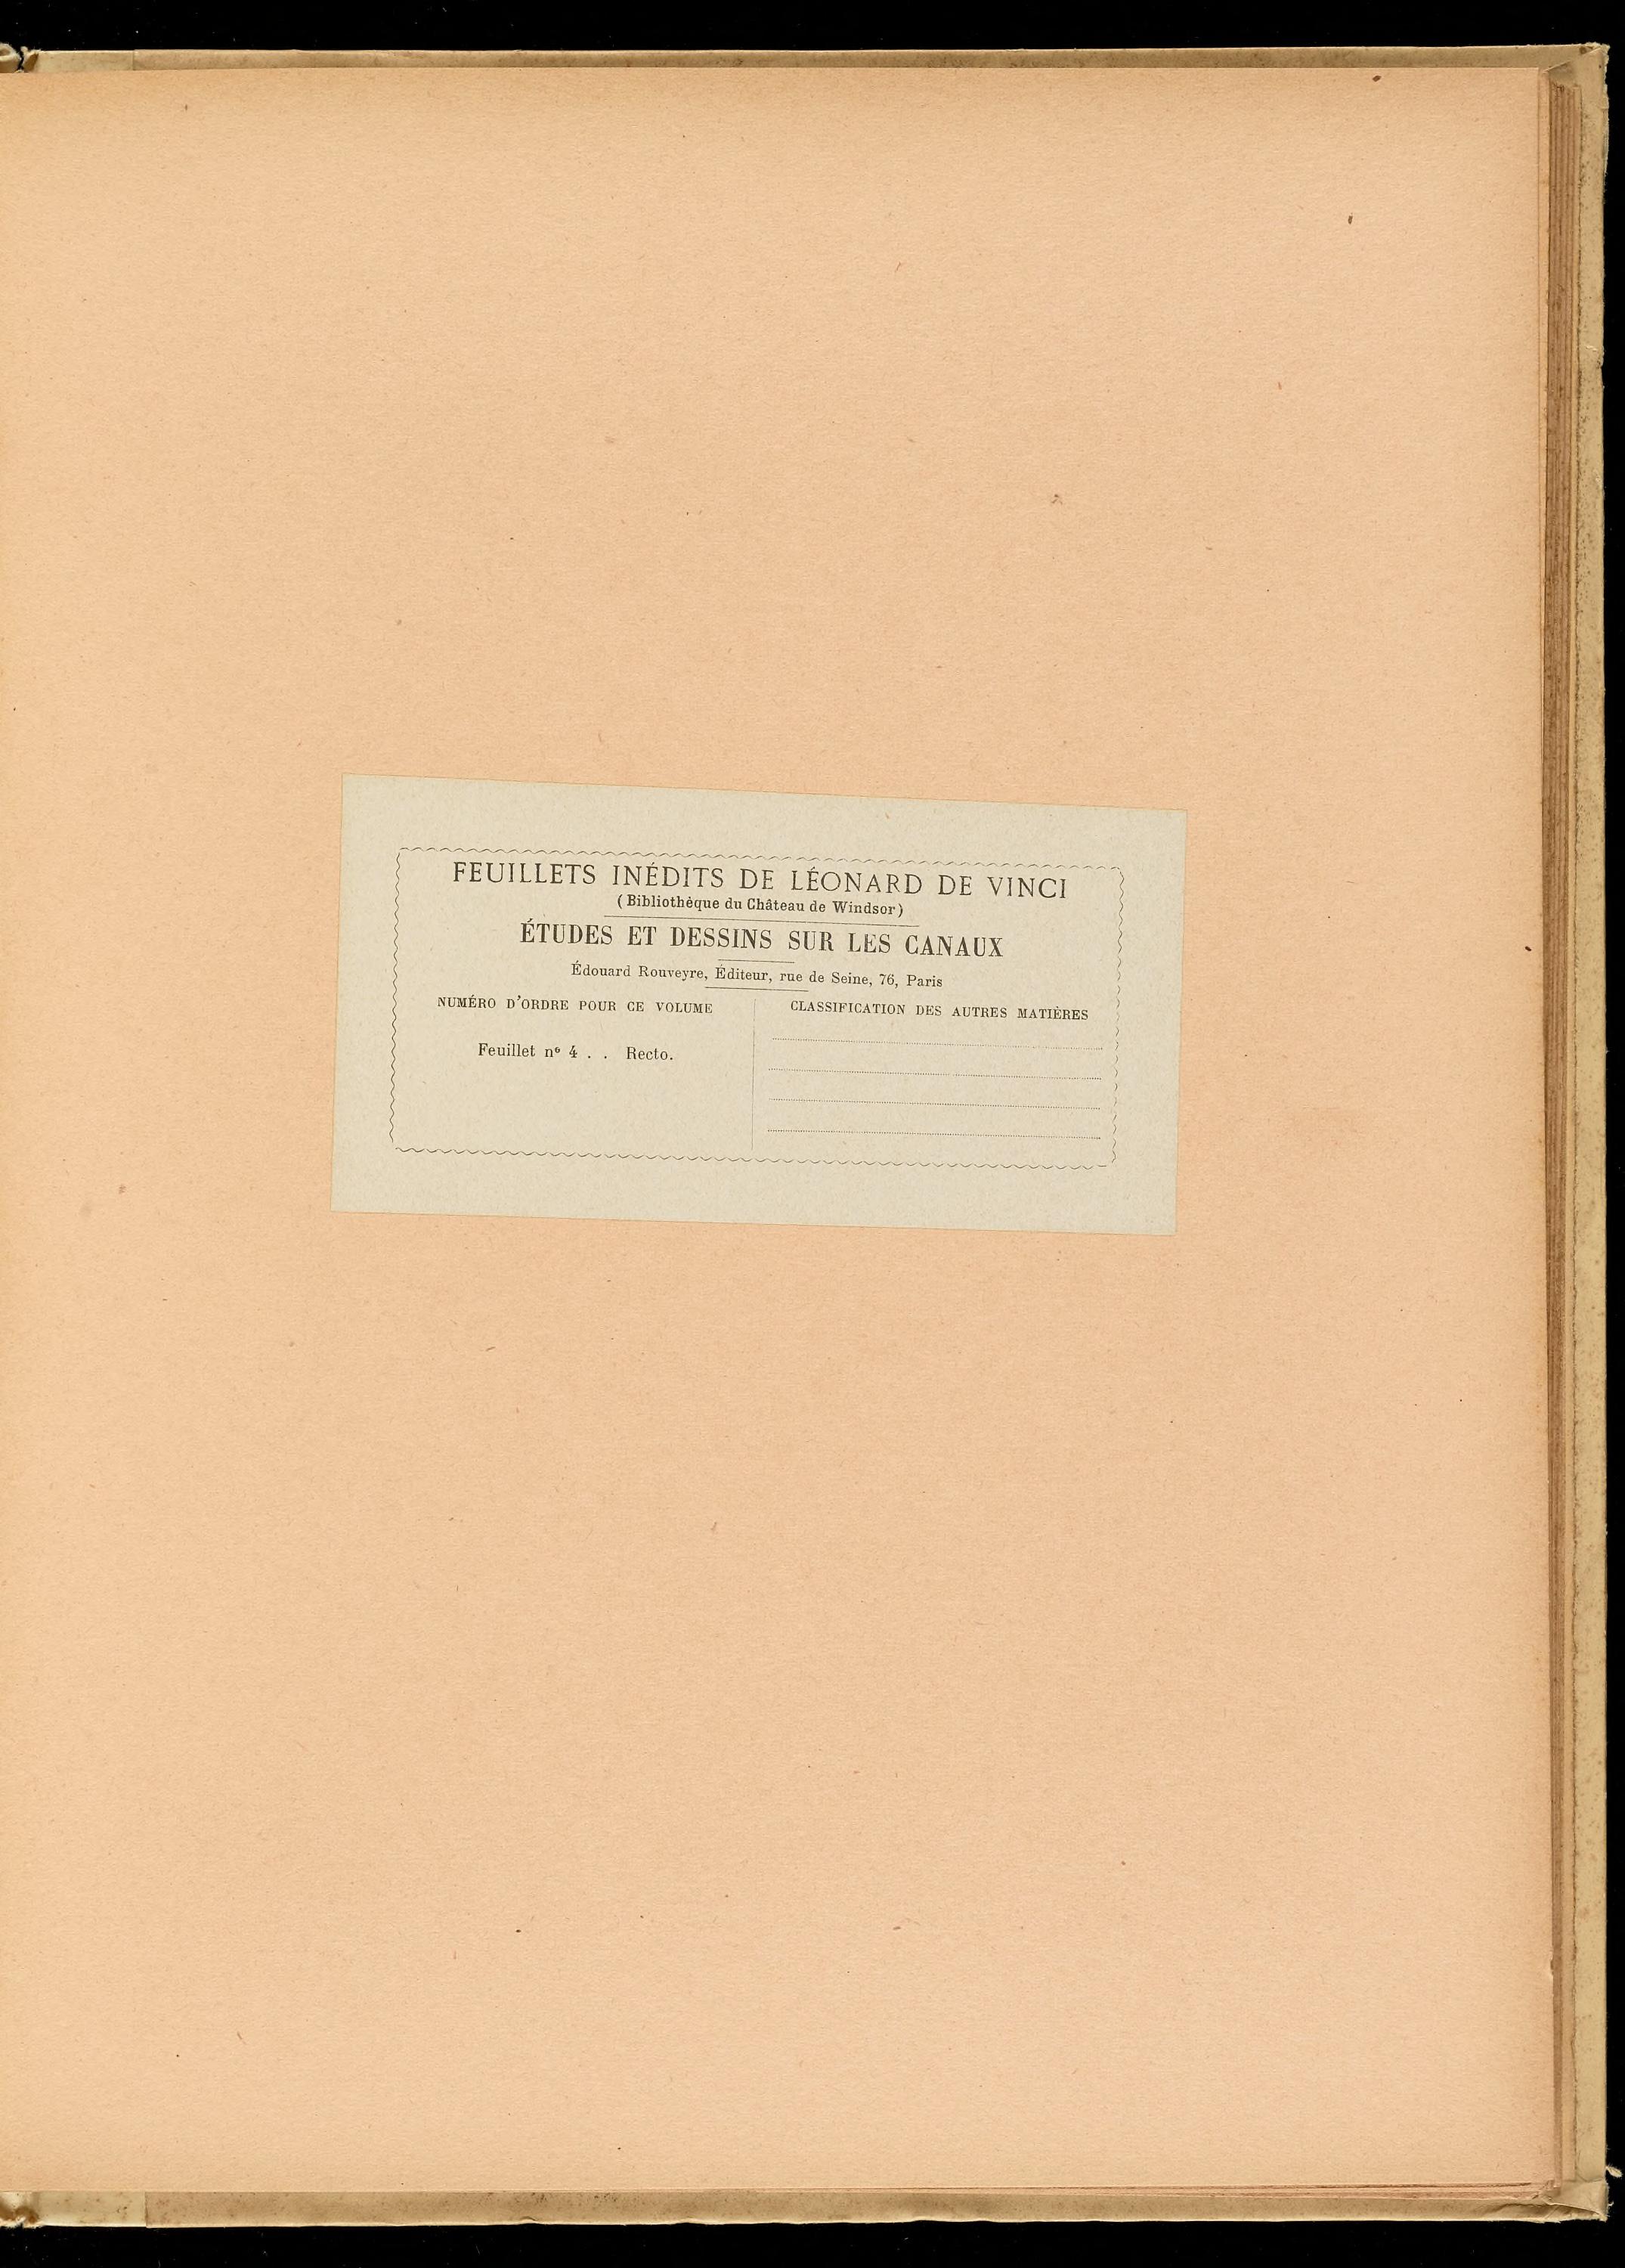 FEUILLETS INÉDITS DE LÉONARD DE VINCI
(Bibliothèque du Château de Windsor)
ÉTUDES ET DESSINS SUR LES CANAUX
Édouard Rouveyre, Éditeur, rue de Seine, 76, Paris
NUMÉRO D'ORDRE POUR CE VOLUME
Feuillet nº 4 . . Recto.
CLASSIFICATION DES AUTRES MATIÈRES